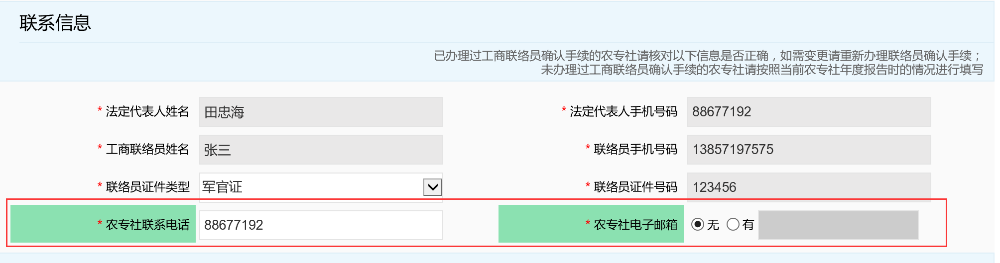 联系信息
已办理过工商联络员确认手续的农专社请核对以下信息是否正确，如需变更请重新办理联络员确认手续；
未办理过工商联络员确认手续的农专社请按照当前农专社年度报告时的情况进行填写
* 法定代表人姓名 田忠海 * 法定代表人手机号码 88677192
* 工商联络员姓名 张三 * 联络员手机号码 13857197575
* 联络员证件类型 军官证 * 联络员证件号码 123456
* 农专社联系电话 88677192 * 农专社电子邮箱 无 有